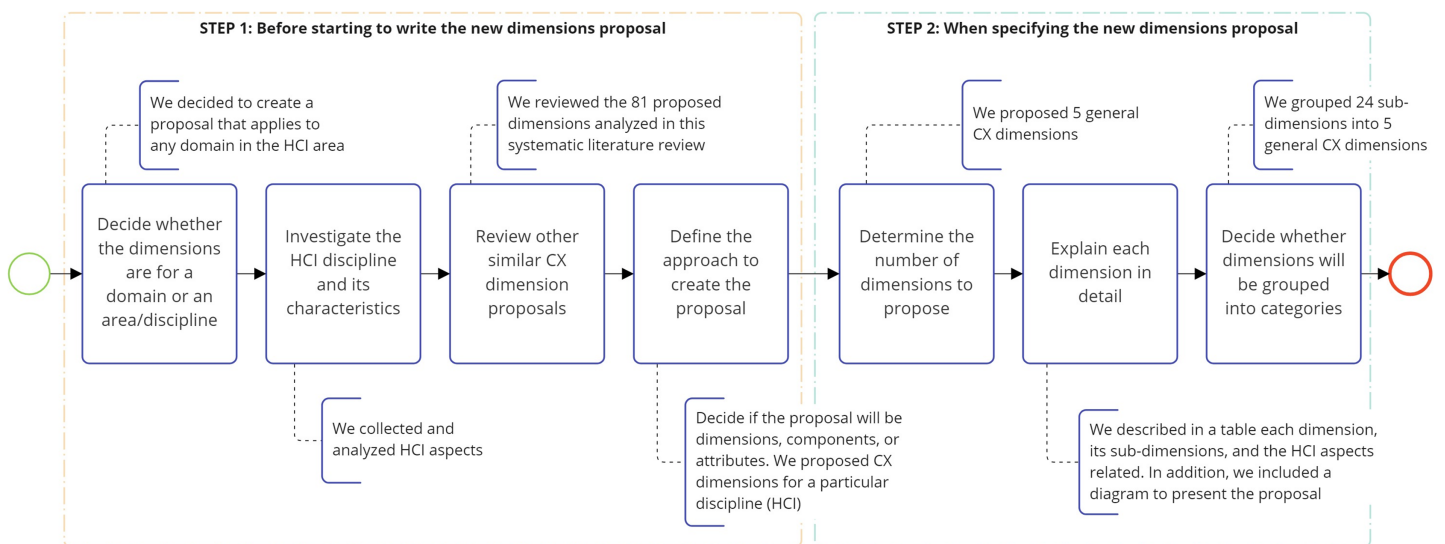 STEP 1: Before starting to write the new dimensions proposal
We decided to create a
proposal that applies to
any domain in the HCI area
We reviewed the 81 proposed
dimensions analyzed in this
systematic literature review
Decide whether
the dimensions
are for a
domain or an
area/discipline
Investigate the
HCI discipline
and its
characteristics
Review other
similar CX
dimension
proposals
Define the
approach to
create the
proposal
We collected and
analyzed HCI aspects
Decide if the proposal will be
dimensions, components, or
attributes. We proposed CX
dimensions for a particular
discipline (HCI)
STEP 2: When specifying the new dimensions proposal
We proposed 5 general
CX dimensions
We grouped 24 sub-
dimensions into 5
general CX dimensions
Determine the
number of
dimensions to
propose
Explain each
dimension in
detail
Decide whether
dimensions will
be grouped
into categories
We described in a table each dimension,
its sub-dimensions, and the HCI aspects
related. In addition, we included a
diagram to present the proposal